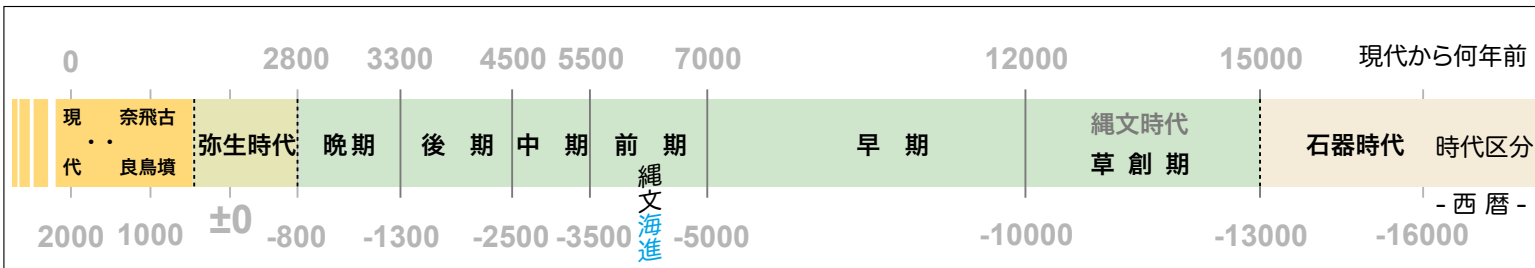 0 2800 3300 4500 5500 7000 12000 15000 現代から何年前
現代 ・・ 奈良 飛鳥 古墳 弥生時代 晩期 後期 中期 前期 早期 縄文時代 草創期 石器時代 時代区分
縄文海進
2000 1000 ±0 -800 -1300 -2500 -3500 -5000 -10000 -13000 -16000 -西暦-